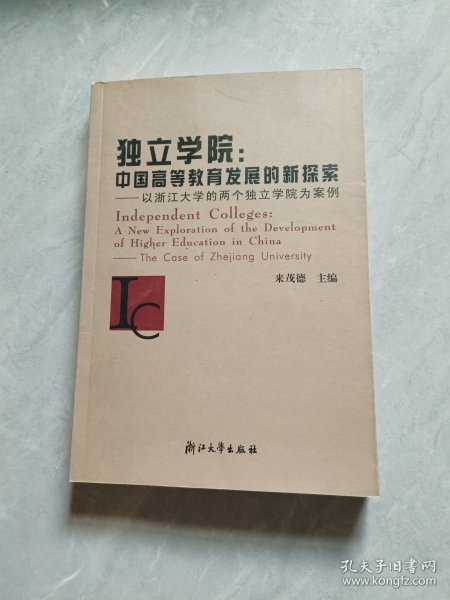 独立学院：
中国高等教育发展的新探索
——以浙江大学的两个独立学院为案例
Independent Colleges:
A New Exploration of the Development
of Higher Education in China
——The Case of Zhejiang University
来茂德 主编
IC
浙江大学出版社
孔夫子旧书网
www.kongfz.com